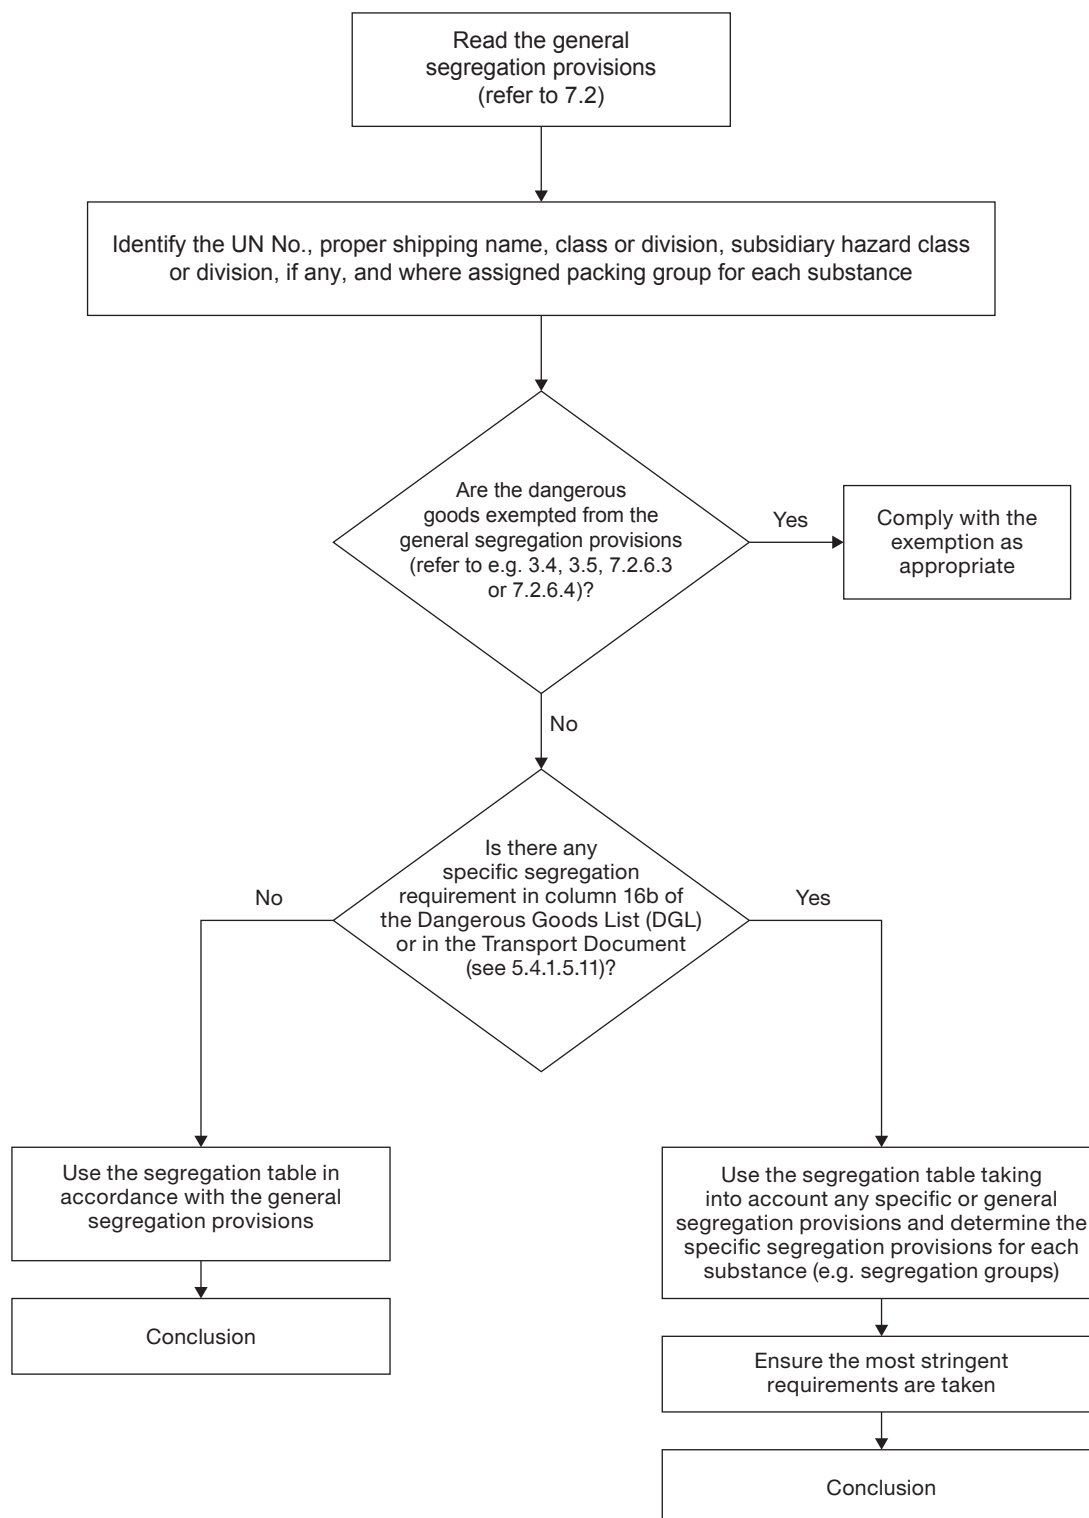 Read the general
segregation provisions
(refer to 7.2)
Identify the UN No., proper shipping name, class or division, subsidiary hazard class
or division, if any, and where assigned packing group for each substance
Are the dangerous
goods exempted from the
general segregation provisions
(refer to e.g. 3.4, 3.5, 7.2.6.3
or 7.2.6.4)?
Yes
Comply with the
exemption as
appropriate
No
Is there any
specific segregation
requirement in column 16b of
the Dangerous Goods List (DGL)
or in the Transport Document
(see 5.4.1.5.11)?
No
Yes
Use the segregation table in
accordance with the general
segregation provisions
Conclusion
Use the segregation table taking
into account any specific or general
segregation provisions and determine the
specific segregation provisions for each
substance (e.g. segregation groups)
Ensure the most stringent
requirements are taken
Conclusion